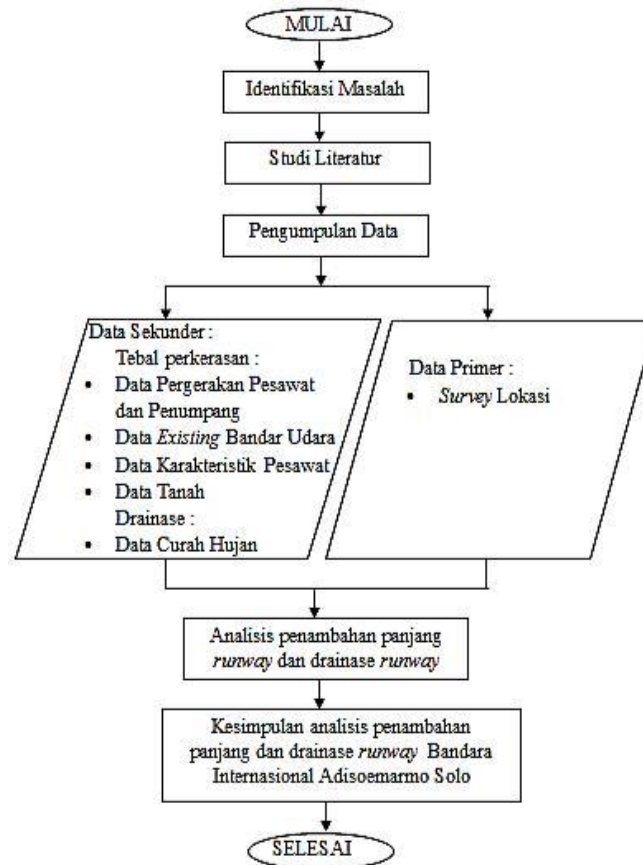 MULAI
Identifikasi Masalah
Studi Literatur
Pengumpulan Data
Data Sekunder :
Tebal perkerasan :
• Data Pergerakan Pesawat
dan Penumpang
• Data Existing Bandar Udara
• Data Karakteristik Pesawat
• Data Tanah
Drainase :
• Data Curah Hujan
Data Primer :
• Survey Lokasi
Analisis penambahan panjang
runway dan drainase runway
Kesimpulan analisis penambahan
panjang dan drainase runway Bandara
Internasional Adisoemarmo Solo
SELESAI